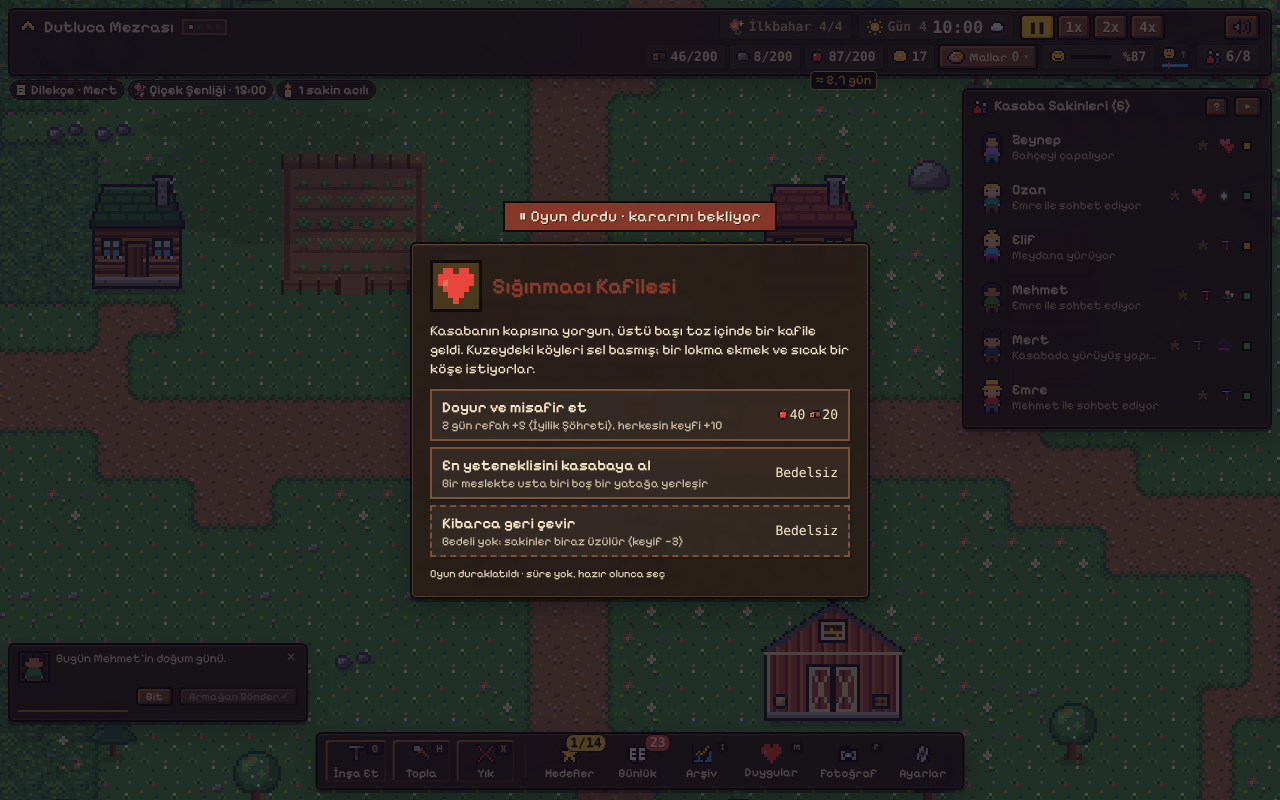 Dutluca Mezrası
İlkbahar 4/4
Gün 4 10:00
1x
2x
4x
46/200
8/200
87/200
17
Mallar 0
%87
6/8
≈ 2,7 gün
Dilekçe · Mert
Çiçek Şenliği · 18:00
1 sakin acılı
Kasaba Sakinleri (6)
?
Zeynep
Bahçeyi çapalıyor
Ozan
Emre ile sohbet ediyor
Elif
Meydana yürüyor
Mehmet
Emre ile sohbet ediyor
Mert
Kasabada yürüyüş yapı...
Emre
Mehmet ile sohbet ediyor
Oyun durdu · kararını bekliyor
Sığınmacı Kafilesi
Kasabanın kapısına yorgun, üstü başı toz içinde bir kafile
geldi. Kuzeydeki köyleri sel basmış; bir lokma ekmek ve sıcak bir
köşe istiyorlar.
Doyur ve misafir et
40 20
2 gün refah +8 (İyilik Şöhreti), herkesin keyfi +10
En yeteneklisini kasabaya al
Bedelsiz
Bir meslekte usta biri boş bir yatağa yerleşir
Kibarca geri çevir
Bedelsiz
Bedeli yok; sakinler biraz üzülür (keyif -3)
Oyun duraklatıldı · süre yok, hazır olunca seç
Bugün Mehmet'in doğum günü.
Git
Armağan Gönder ✓
İnşa Et
B
Topla
H
Yık
X
Hedefler
1/14
Günlük
23
Arşiv
I
Duygular
M
Fotoğraf
F
Ayarlar